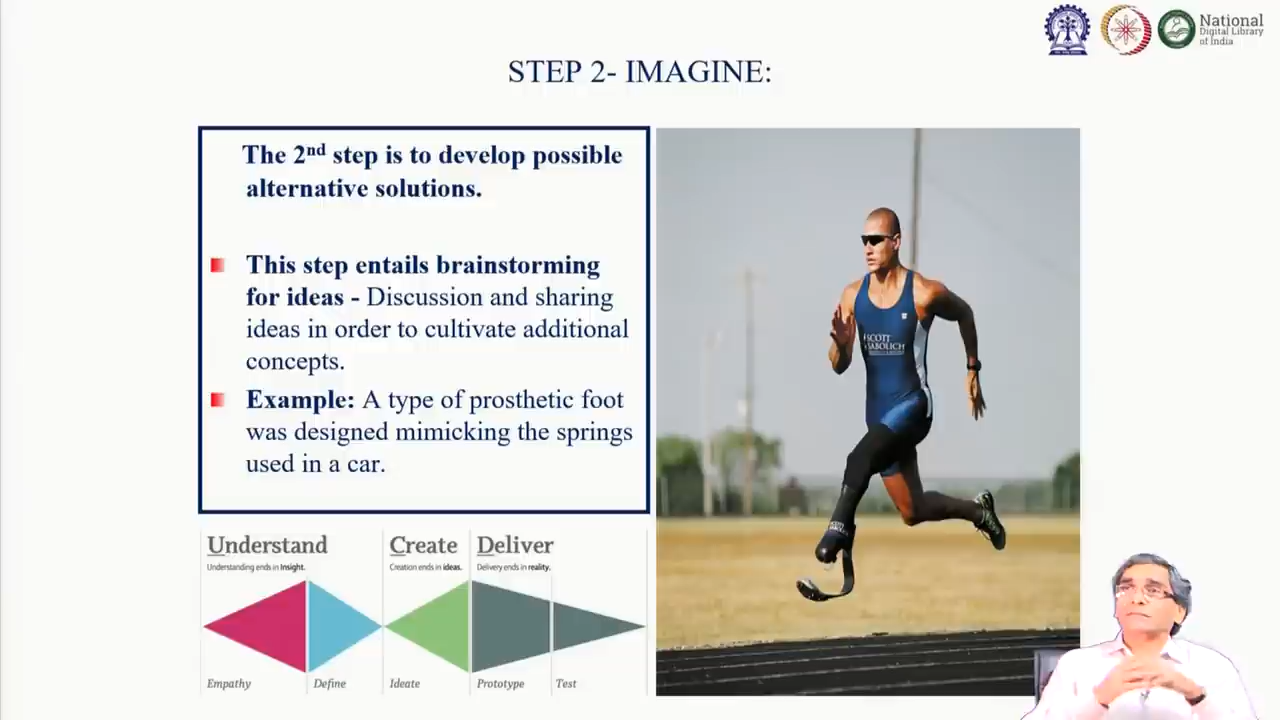 National
Digital Library
of India
STEP 2- IMAGINE:
The 2nd step is to develop possible
alternative solutions.
This step entails brainstorming
for ideas - Discussion and sharing
ideas in order to cultivate additional
concepts.
Example: A type of prosthetic foot
was designed mimicking the springs
used in a car.
SCOTT
SABOLICH
Understand
Understanding ends in Insight.
Create
Creation ends in ideas.
Deliver
Delivery ends in reality.
Empathy
Define
Ideate
Prototype
Test